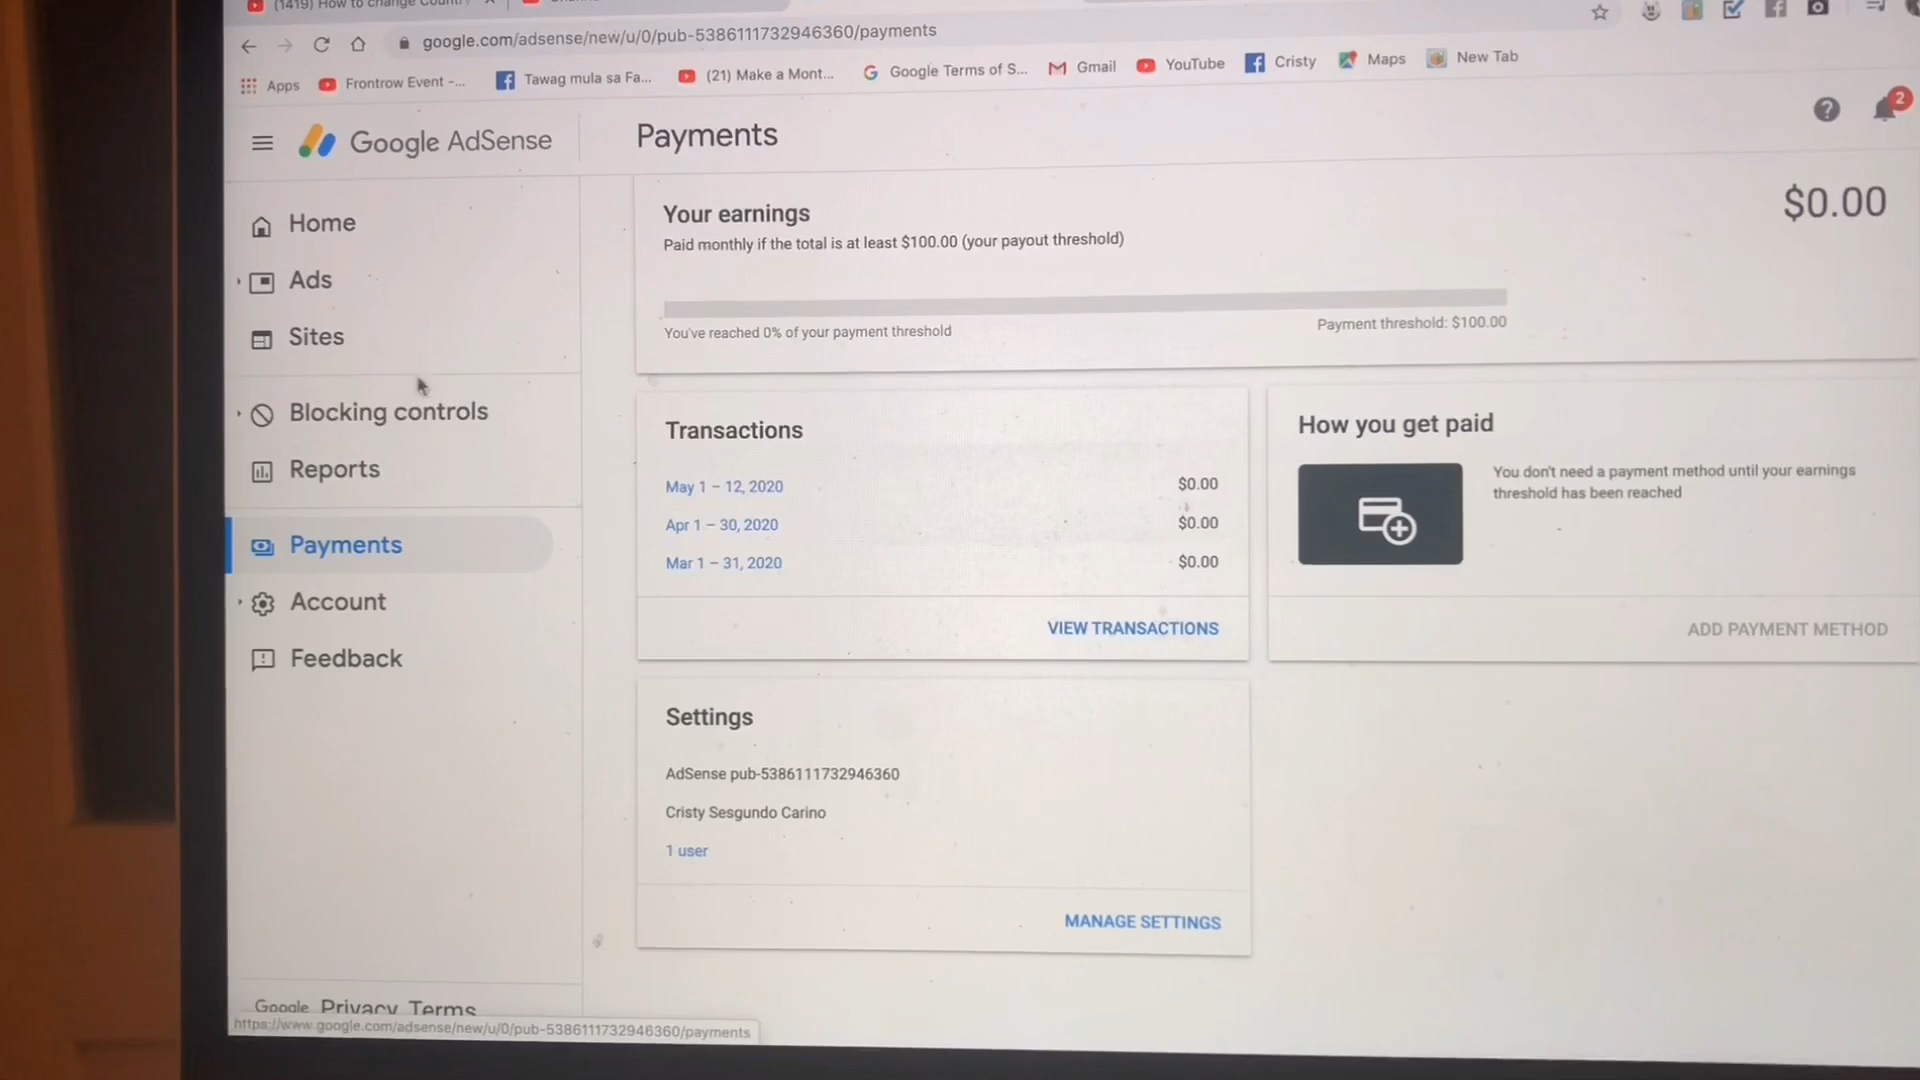 (1419) How to change Countr
google.com/adsense/new/u/0/pub-5386111732946360/payments
Apps
Frontrow Event -...
Tawag mula sa Fa...
(21) Make a Mont...
Google Terms of S...
Gmail
YouTube
Cristy
Maps
New Tab
Google AdSense
Payments
2
Home
Ads
Sites
Blocking controls
Reports
Payments
Account
Feedback
Your earnings
$0.00
Paid monthly if the total is at least $100.00 (your payout threshold)
You've reached 0% of your payment threshold
Payment threshold: $100.00
Transactions
May 1 – 12, 2020 $0.00
Apr 1 – 30, 2020 $0.00
Mar 1 – 31, 2020 $0.00
VIEW TRANSACTIONS
How you get paid
You don't need a payment method until your earnings
threshold has been reached
ADD PAYMENT METHOD
Settings
AdSense pub-5386111732946360
Cristy Sesgundo Carino
1 user
MANAGE SETTINGS
Google Privacy Terms
https://www.google.com/adsense/new/u/0/pub-5386111732946360/payments